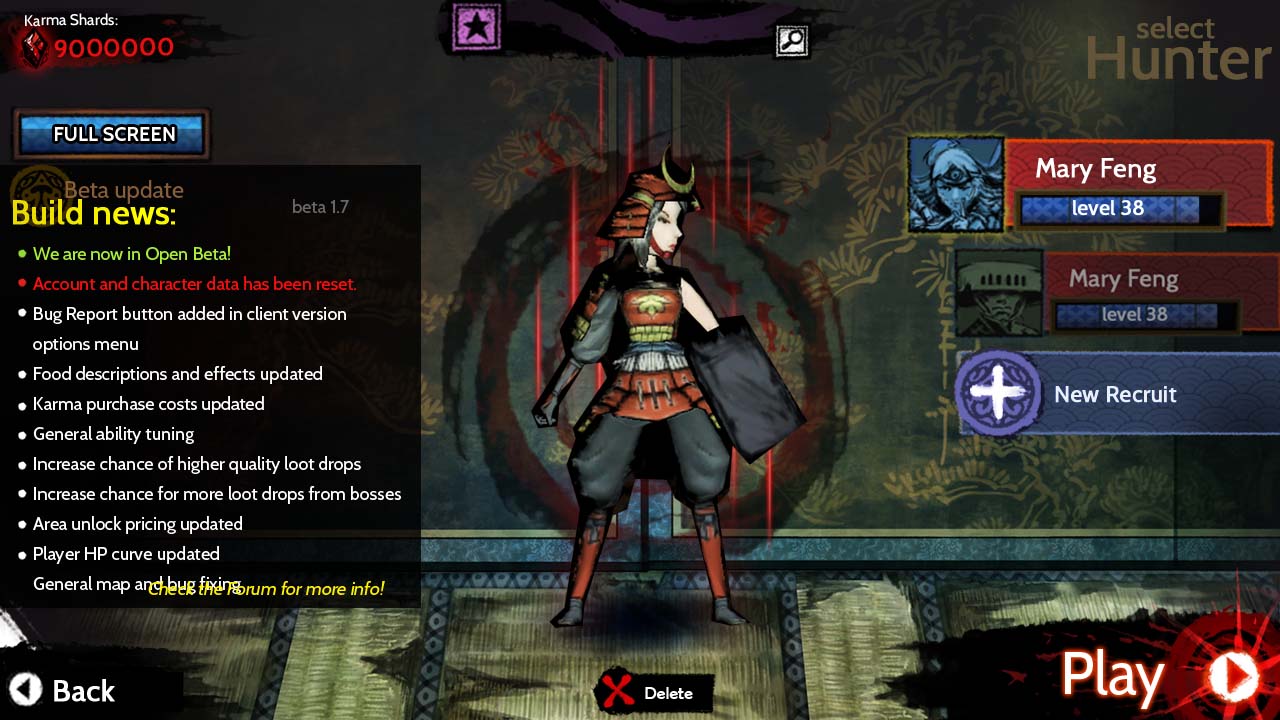 Karma Shards:
9000000
select
Hunter
FULL SCREEN
Beta update
Build news:
beta 1.7
We are now in Open Beta!
Account and character data has been reset.
Bug Report button added in client version
options menu
Food descriptions and effects updated
Karma purchase costs updated
General ability tuning
Increase chance of higher quality loot drops
Increase chance for more loot drops from bosses
Area unlock pricing updated
Player HP curve updated
General map and bug fixing
Check the Forum for more info!
Mary Feng
level 38
Mary Feng
level 38
New Recruit
Back
Delete
Play